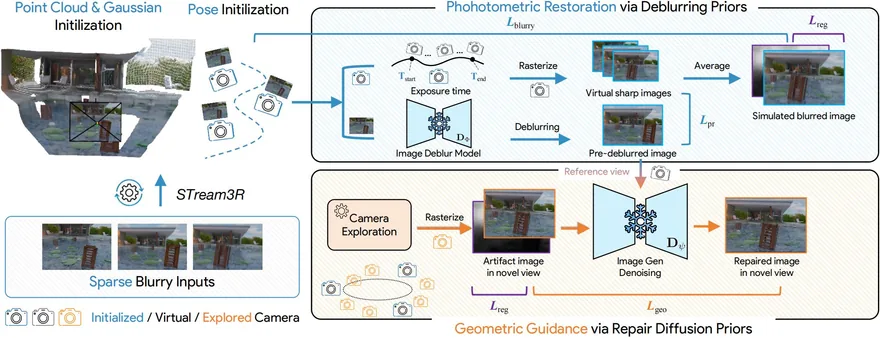 Point Cloud & Gaussian
Initilization
Pose Initilization
STream3R
Sparse Blurry Inputs
Initialized / Virtual / Explored Camera
Phohotometric Restoration via Deblurring Priors
L_blurry
L_reg
T_start
T_end
Exposure time
Rasterize
Virtual sharp images
Average
Simulated blurred image
D_Φ
Image Deblur Model
Deblurring
Pre-deblurred image
L_pr
Reference view
Camera
Exploration
Rasterize
Artifact image
in novel view
D_ψ
Image Gen
Denoising
Repaired image
in novel view
L_reg
L_geo
Geometric Guidance via Repair Diffusion Priors